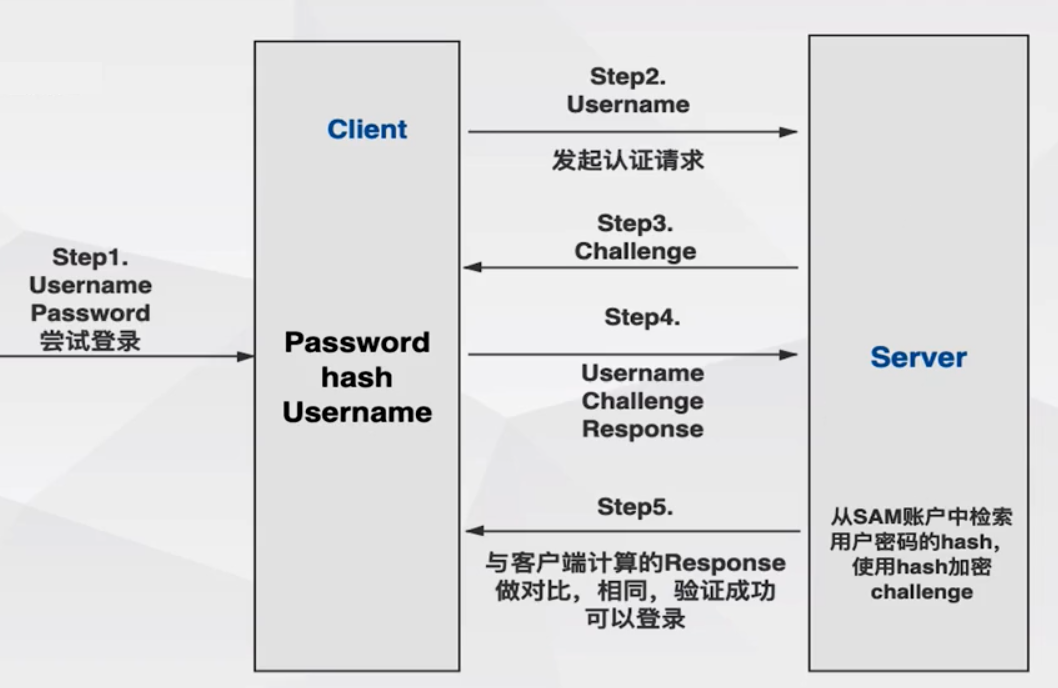 Step1.
Username
Password
尝试登录
Client
Password
hash
Username
Step2.
Username
发起认证请求
Step3.
Challenge
Step4.
Username
Challenge
Response
Step5.
与客户端计算的Response
做对比，相同，验证成功
可以登录
Server
从SAM账户中检索
用户密码的hash，
使用hash加密
challenge